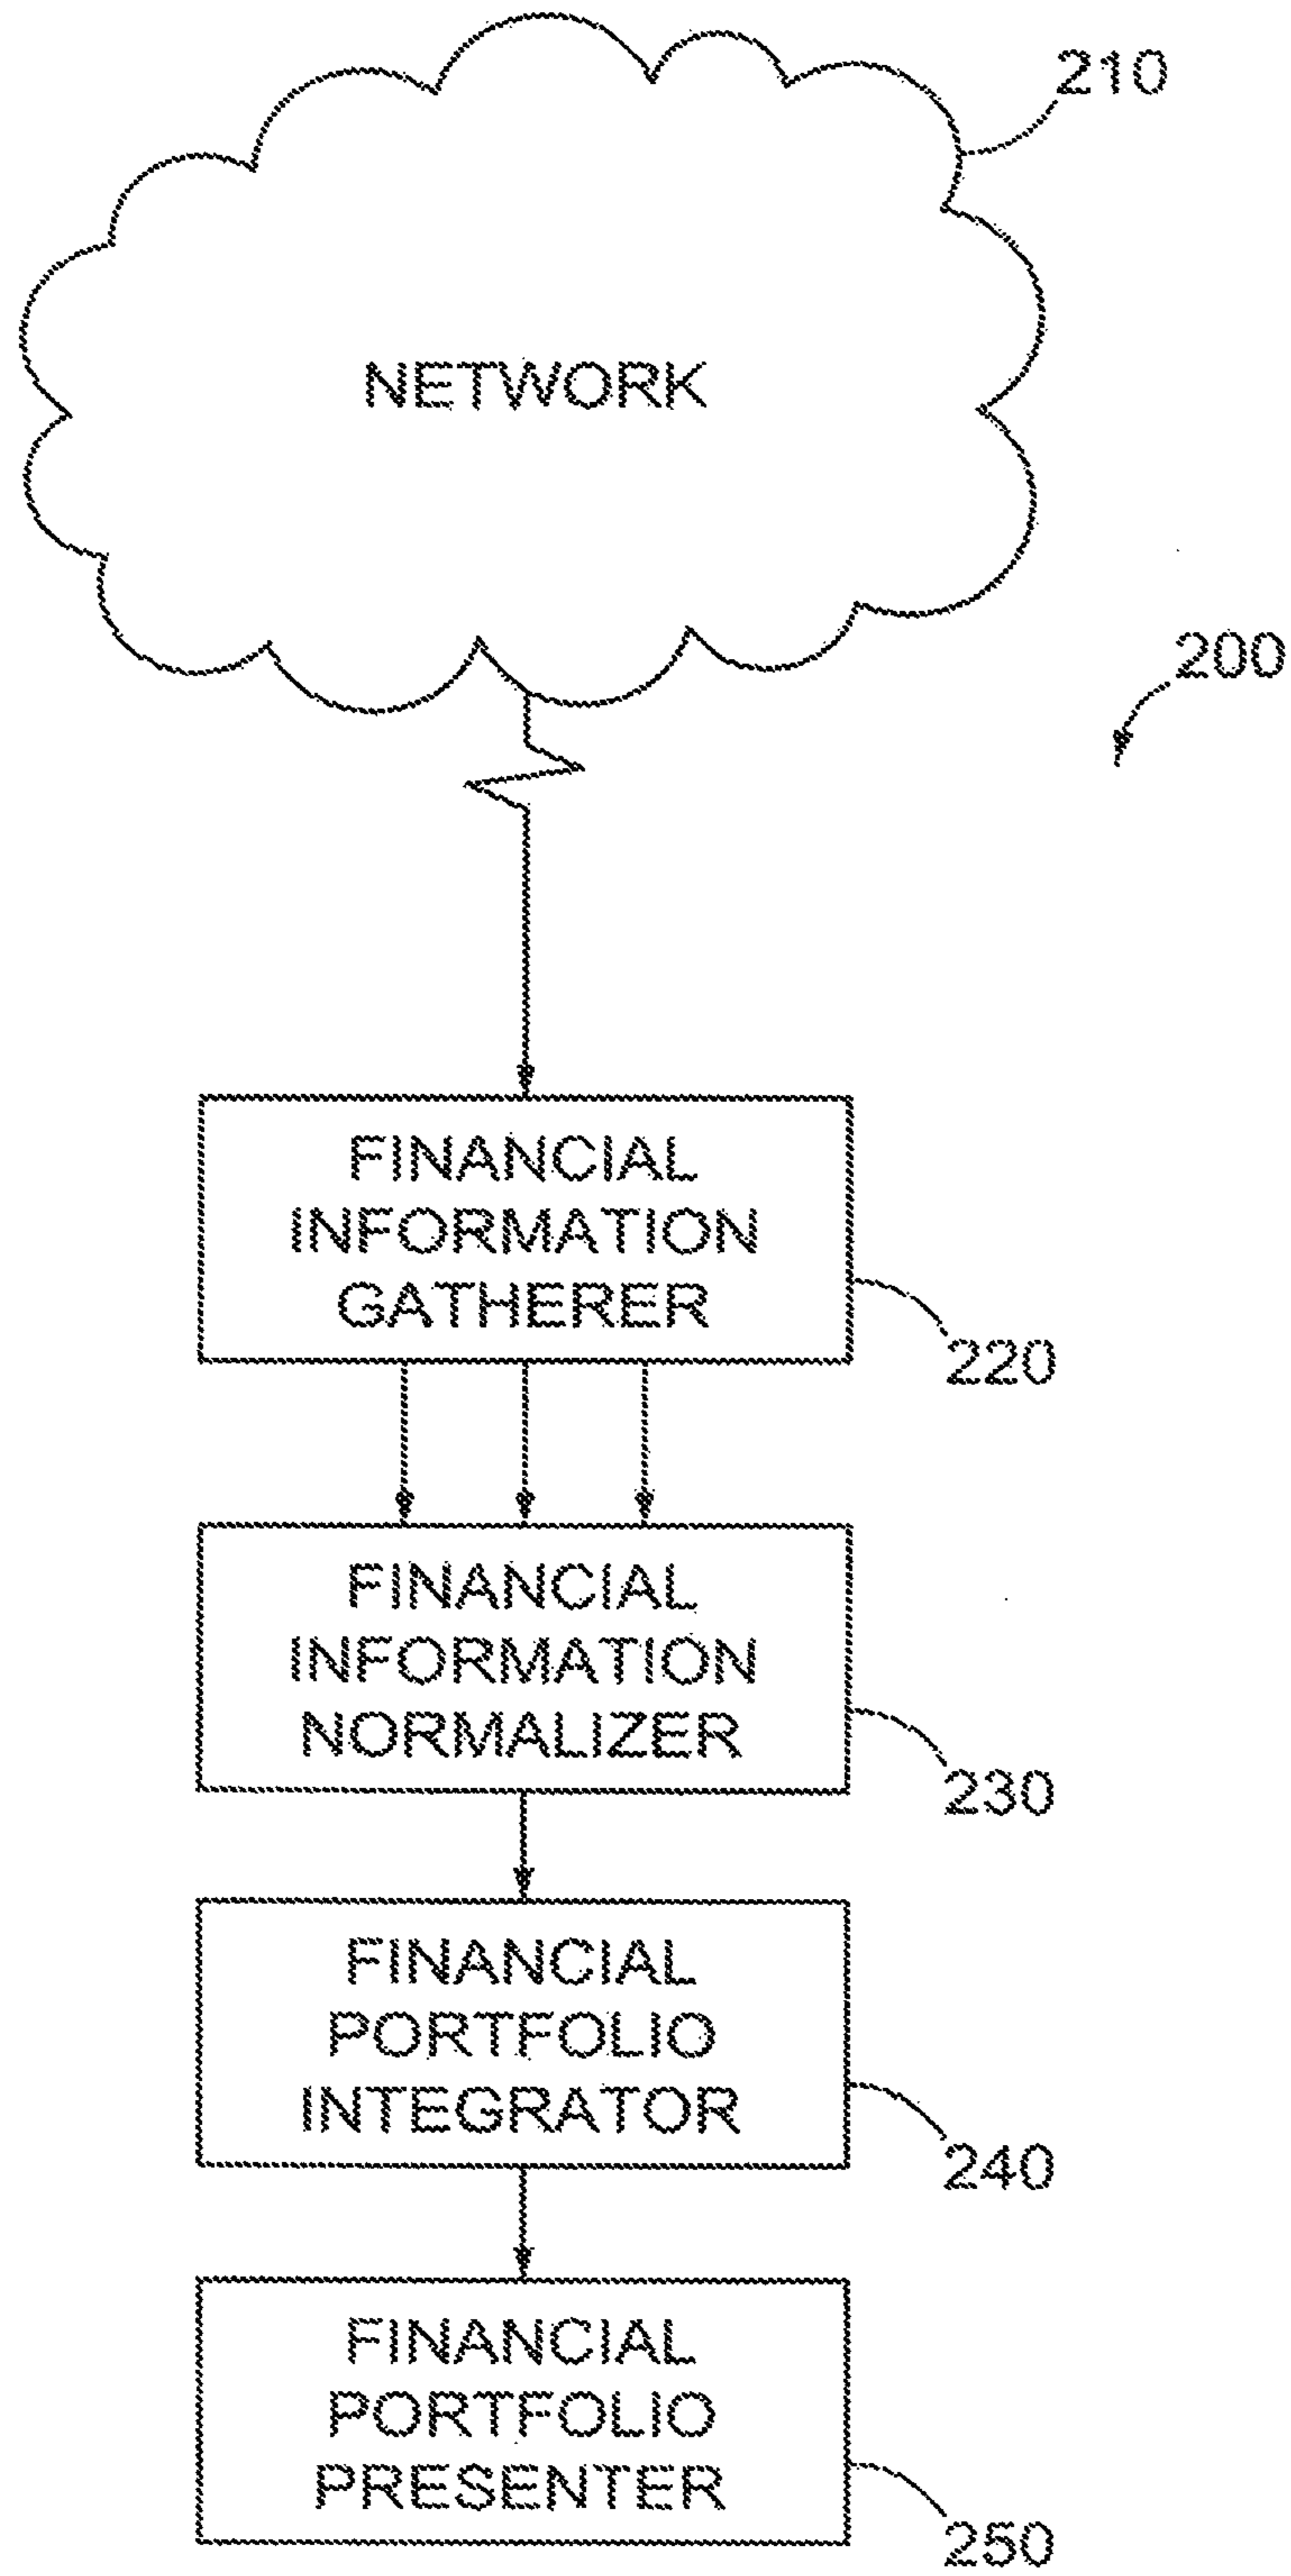 210
NETWORK
200
FINANCIAL
INFORMATION
GATHERER
220
FINANCIAL
INFORMATION
NORMALIZER
230
FINANCIAL
PORTFOLIO
INTEGRATOR
240
FINANCIAL
PORTFOLIO
PRESENTER
250